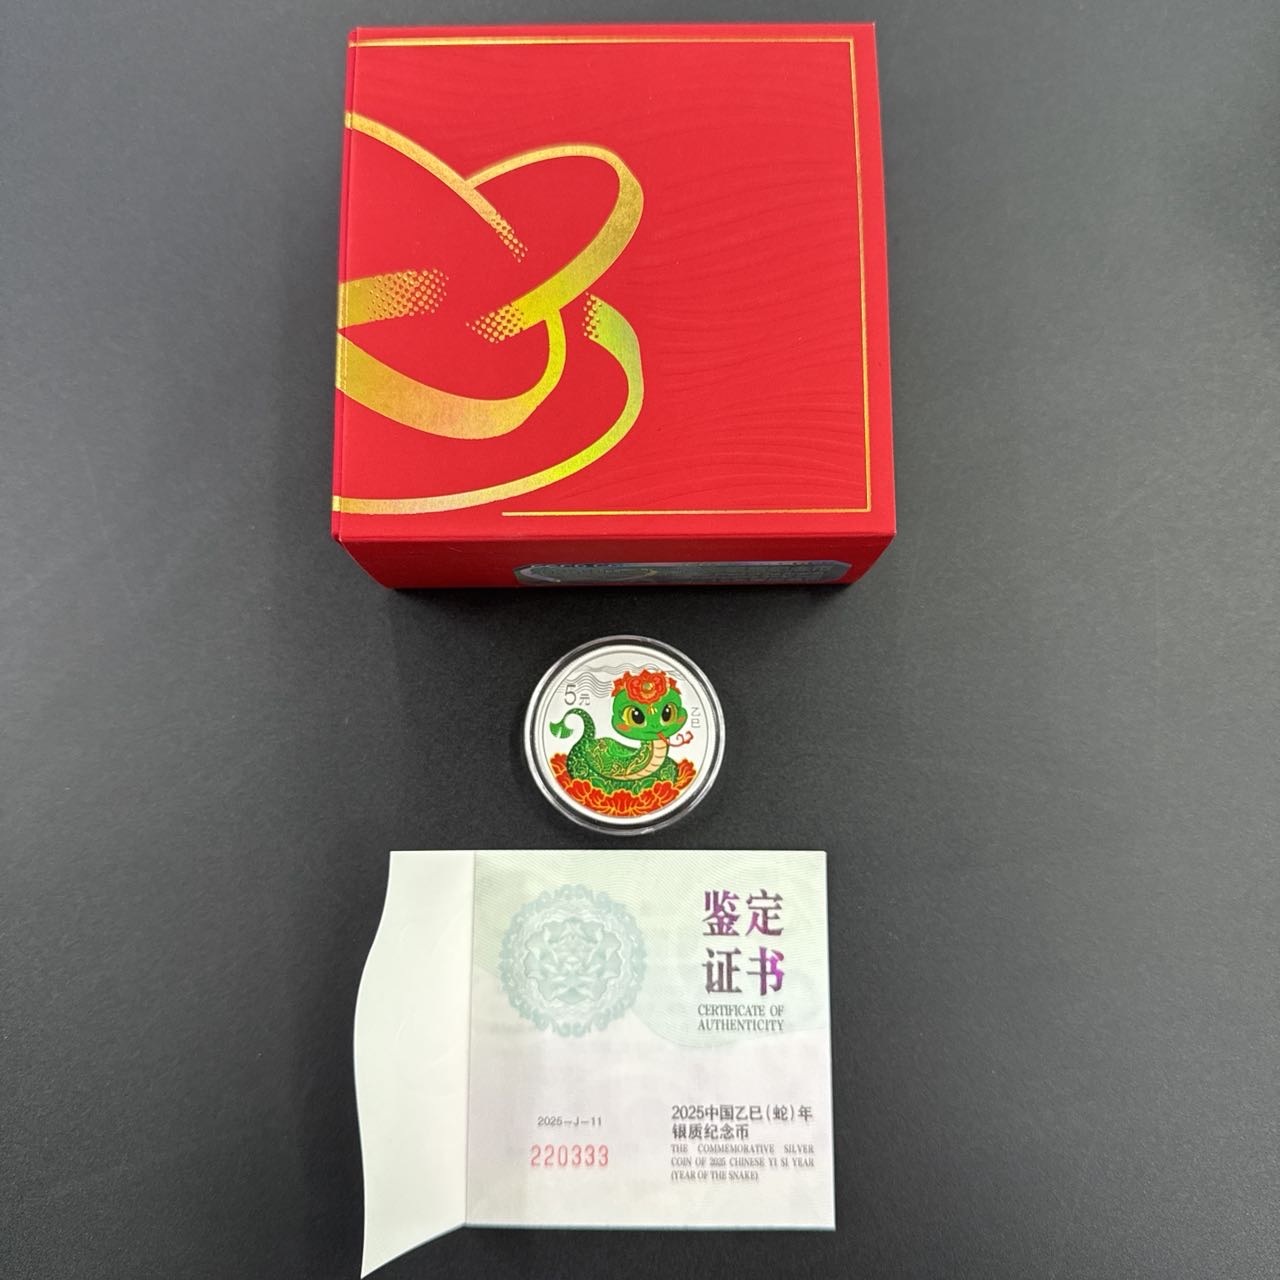 5元
乙巳
鉴定
证书
CERTIFICATE OF
AUTHENTICITY
2025-J-11
220333
2025中国乙巳(蛇)年
银质纪念币
THE COMMEMORATIVE SILVER
COIN OF 2025 CHINESE YI SI YEAR
(YEAR OF THE SNAKE)